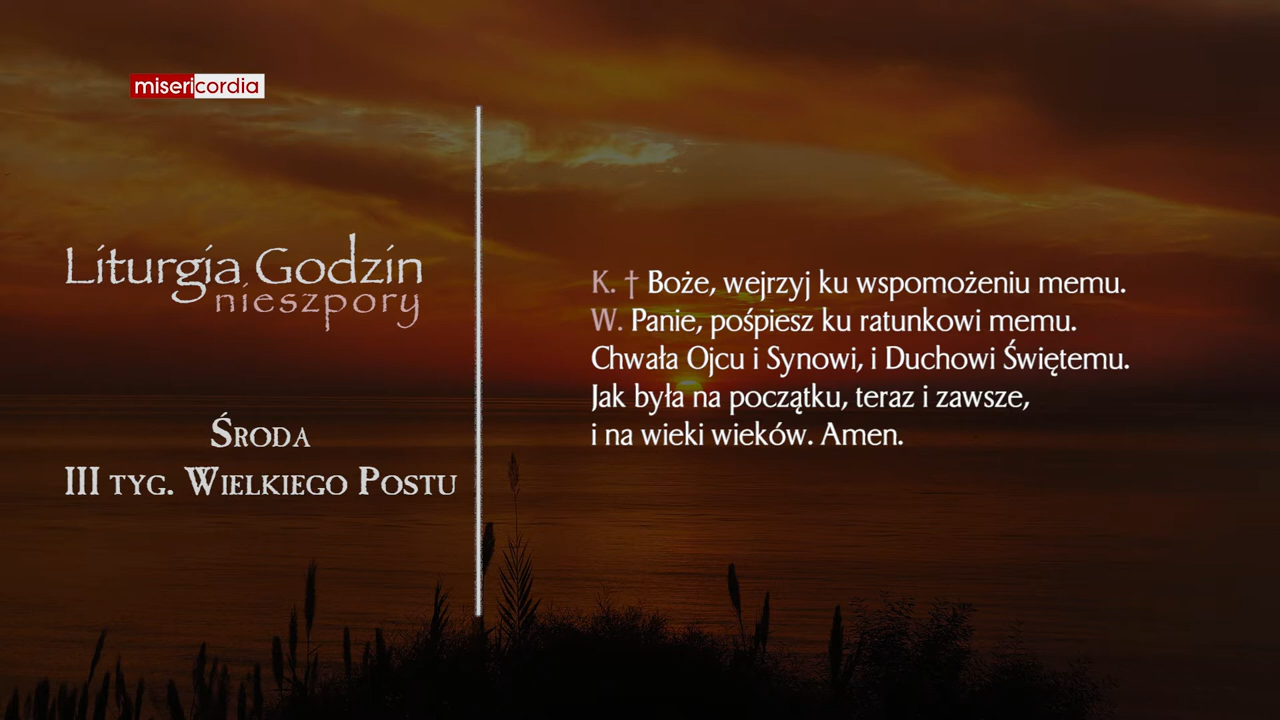 misericordia
Liturgia Godzin
nieszpory
Środa
III tyg. Wielkiego Postu
K. † Boże, wejrzyj ku wspomożeniu memu.
W. Panie, pośpiesz ku ratunkowi memu.
Chwała Ojcu i Synowi, i Duchowi Świętemu.
Jak była na początku, teraz i zawsze,
i na wieki wieków. Amen.